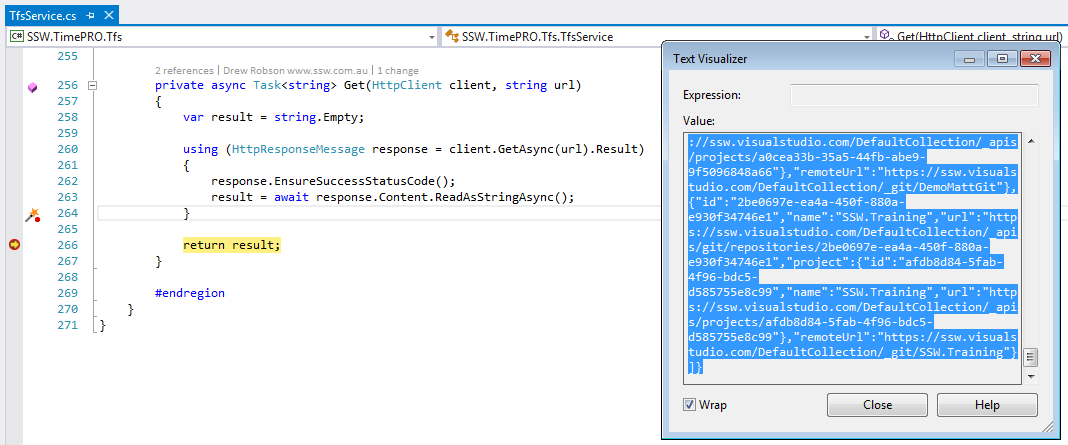 TfsService.cs
SSW.TimePRO.Tfs
SSW.TimePRO.Tfs.TfsService
Get(HttpClient client, string url)
255
2 references | Drew Robson www.ssw.com.au | 1 change
256 private async Task<string> Get(HttpClient client, string url)
257 {
258 var result = string.Empty;
259
260 using (HttpResponseMessage response = client.GetAsync(url).Result)
261 {
262 response.EnsureSuccessStatusCode();
263 result = await response.Content.ReadAsStringAsync();
264 }
265
266 return result;
267 }
268
269 #endregion
270 }
271 }
Text Visualizer
Expression:
Value:
://ssw.visualstudio.com/DefaultCollection/_apis
/projects/a0cea33b-35a5-44fb-abe9-
9f5096848a66"},"remoteUrl":"https://ssw.visuals
tudio.com/DefaultCollection/_git/DemoMattGit"},
{"id":"2be0697e-ea4a-450f-880a-
e930f34746e1","name":"SSW.Training","url":"http
s://ssw.visualstudio.com/DefaultCollection/_api
s/git/repositories/2be0697e-ea4a-450f-880a-
e930f34746e1","project":{"id":"afdb8d84-5fab-
4f96-bdc5-
d585755e8c99","name":"SSW.Training","url":"http
s://ssw.visualstudio.com/DefaultCollection/_api
s/projects/afdb8d84-5fab-4f96-bdc5-
d585755e8c99"},"remoteUrl":"https://ssw.visuals
tudio.com/DefaultCollection/_git/SSW.Training"}
]}
Wrap
Close
Help